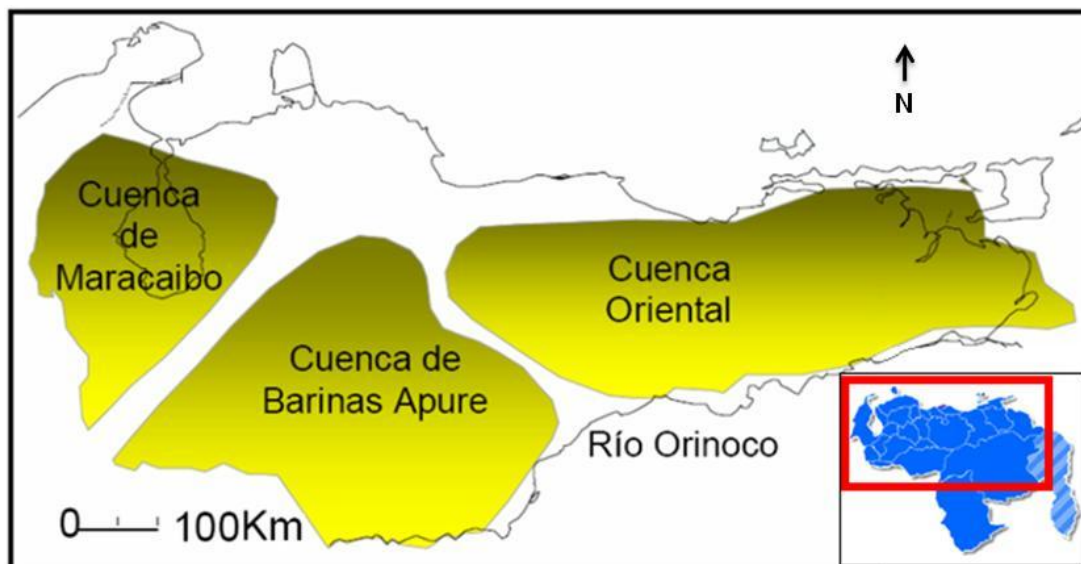 N
Cuenca
de
Maracaibo
Cuenca
Oriental
Cuenca de
Barinas Apure
Río Orinoco
0 100Km